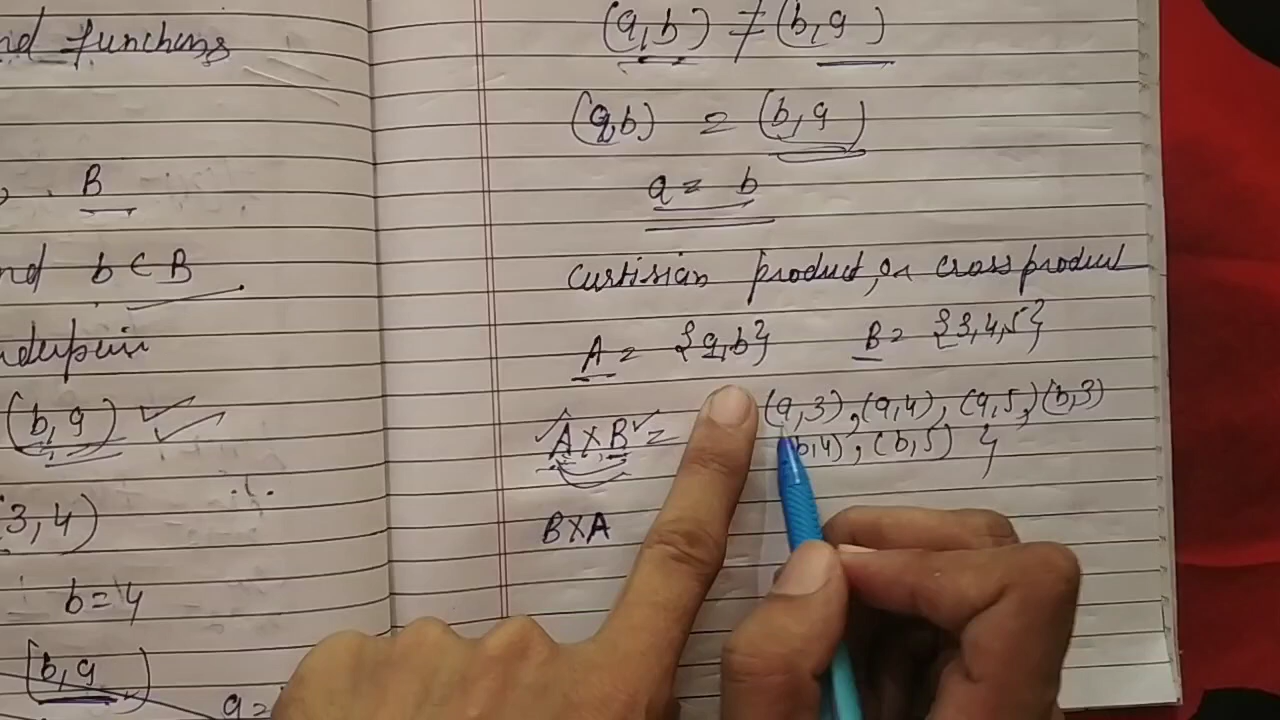 nd functions
B
nd b ⊂ B
(b,a)
3,4)
b=4
(b,a)
a=
(a,b) ≠ (b,a)
(a,b) = (b,a)
a = b
Curtisian product, or cross product
A = {a,b} B = {3,4,5}
A X B = (a,3), (a,4), (a,5,) (b,3)
b,4), (b,5) }
B X A